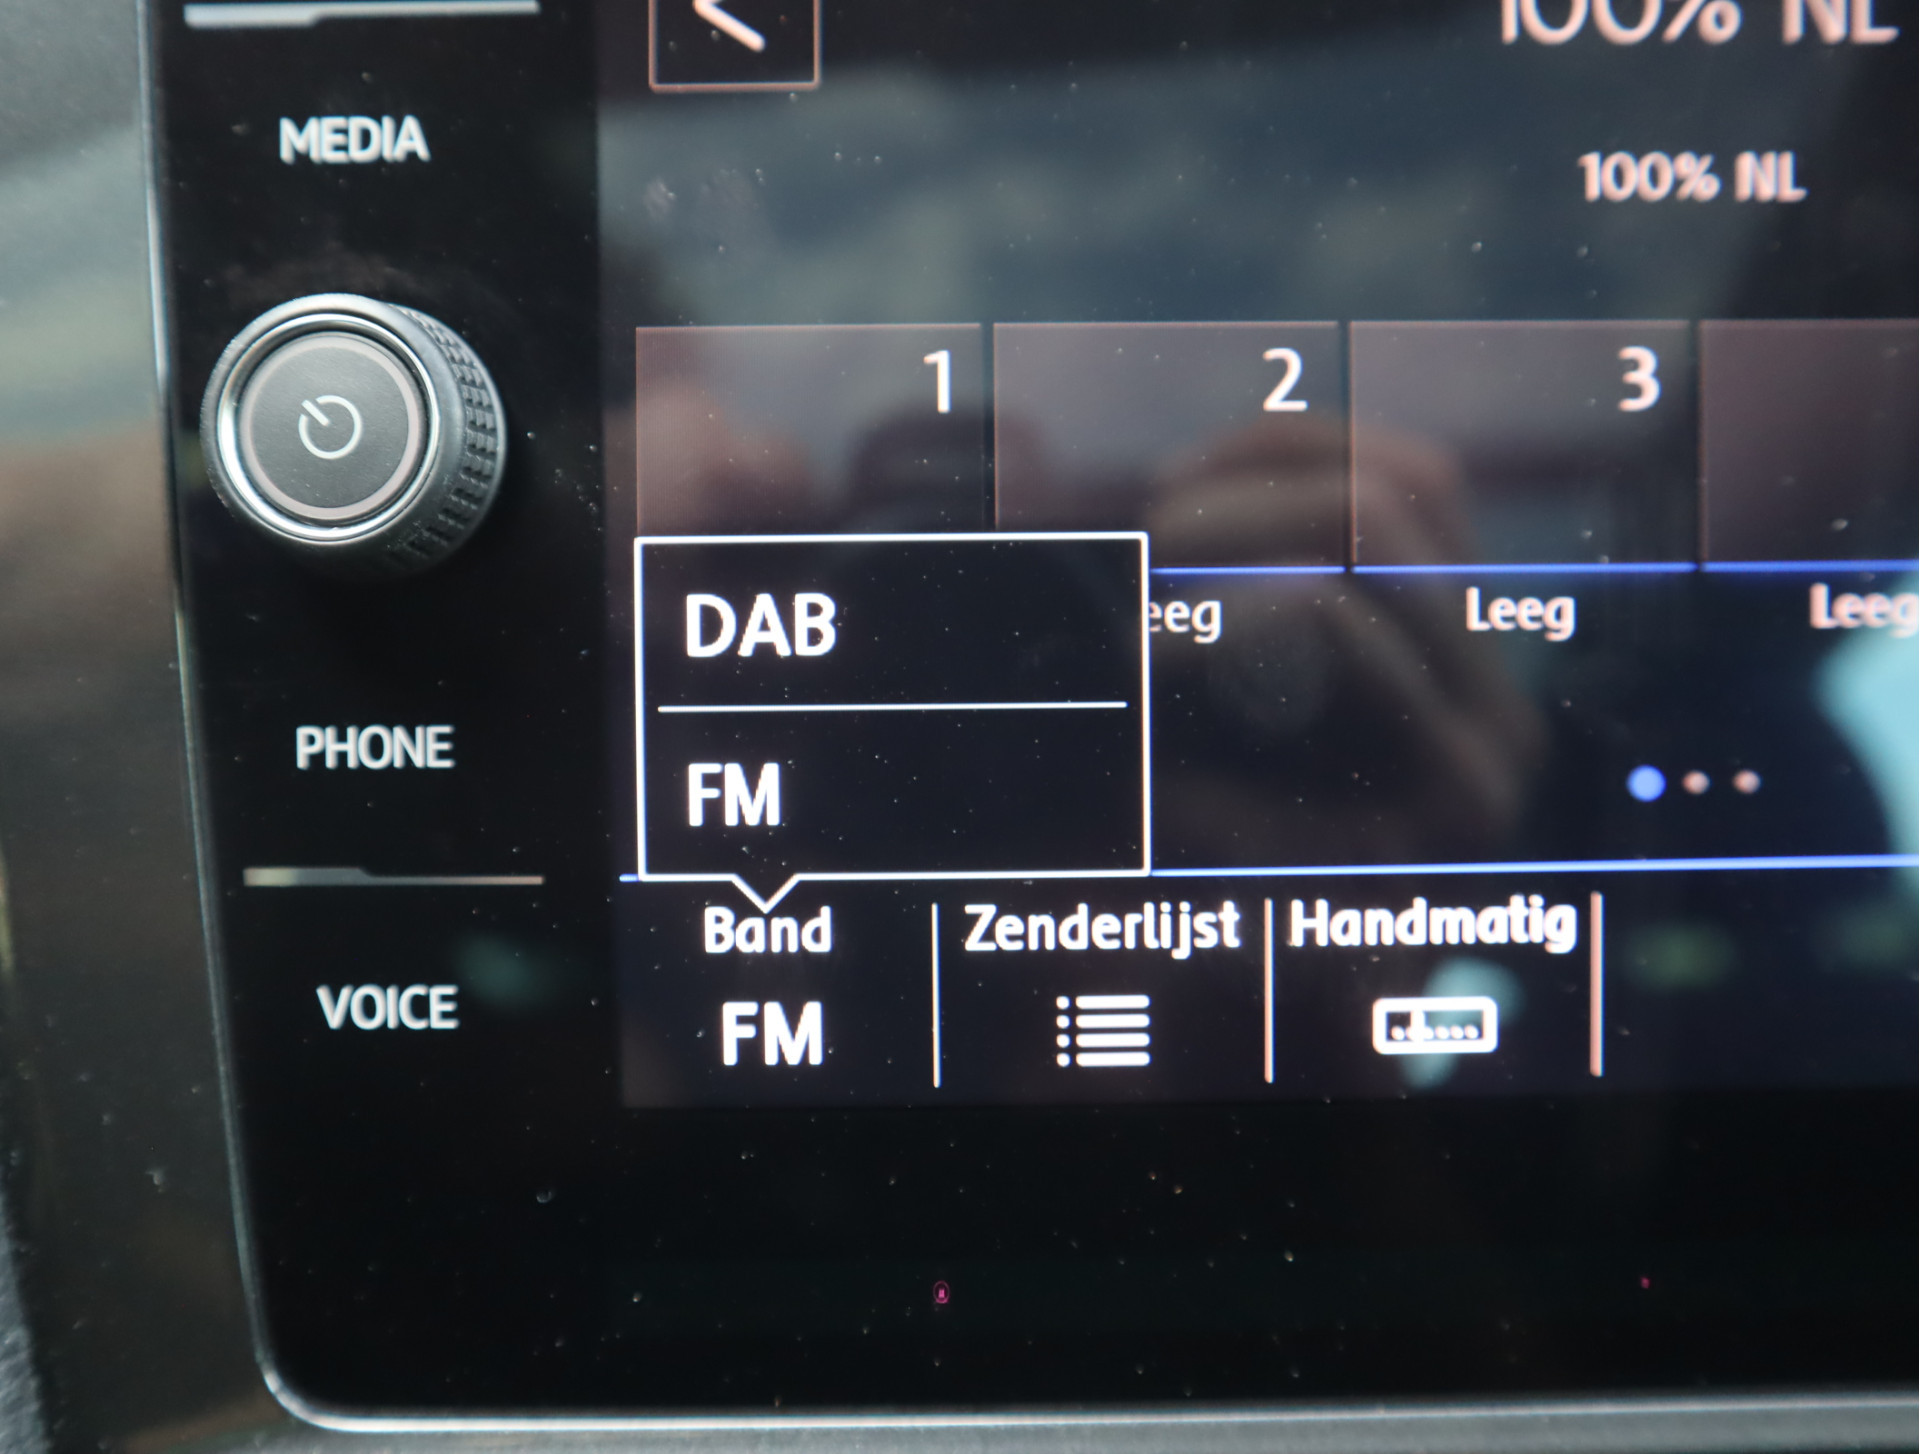 100% NL
MEDIA
100% NL
1
2
3
DAB
eeg
Leeg
Leeg
FM
PHONE
Band
Zenderlijst
Handmatig
FM
VOICE